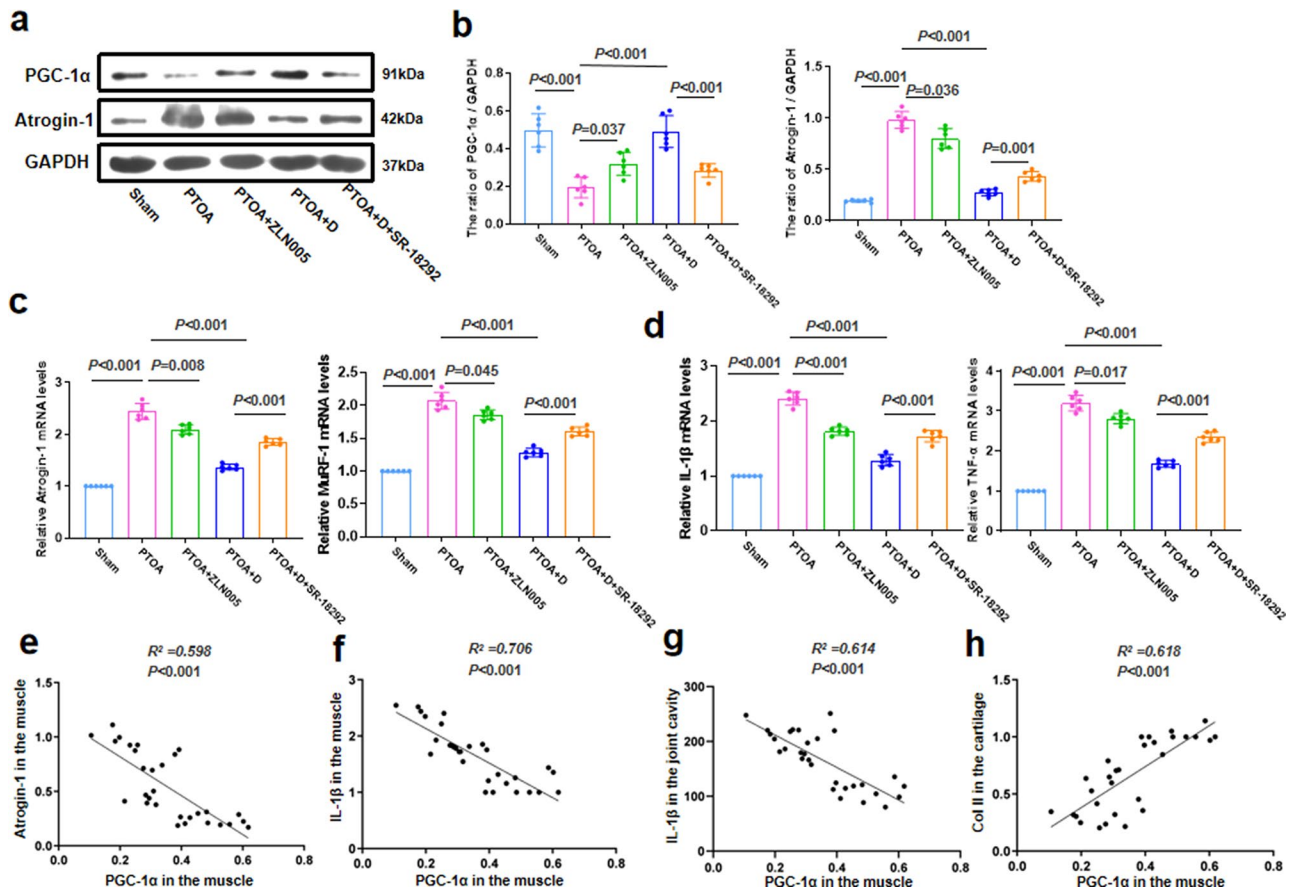 a
PGC-1α
91kDa
Atrogin-1
42kDa
GAPDH
37kDa
Sham
PTOA
PTOA+ZLN005
PTOA+D
PTOA+D+SR-18292
b
The ratio of PGC-1α / GAPDH
0.8
0.6
0.4
0.2
0.0
P<0.001
P<0.001
P<0.001
P=0.037
Sham
PTOA
PTOA+ZLN005
PTOA+D
PTOA+D+SR-18292
The ratio of Atrogin-1 / GAPDH
1.5
1.0
0.5
0.0
P<0.001
P<0.001
P=0.036
P=0.001
Sham
PTOA
PTOA+ZLN005
PTOA+D
PTOA+D+SR-18292
c
Relative Atrogin-1 mRNA levels
3
2
1
0
P<0.001
P<0.001
P=0.008
P<0.001
Sham
PTOA
PTOA+ZLN005
PTOA+D
PTOA+D+SR-18292
Relative MuRF-1 mRNA levels
2.5
2.0
1.5
1.0
0.5
0.0
P<0.001
P<0.001
P=0.045
P<0.001
Sham
PTOA
PTOA+ZLN005
PTOA+D
PTOA+D+SR-18292
d
Relative IL-1β mRNA levels
3
2
1
0
P<0.001
P<0.001
P<0.001
P<0.001
Sham
PTOA
PTOA+ZLN005
PTOA+D
PTOA+D+SR-18292
Relative TNF-α mRNA levels
4
3
2
1
0
P<0.001
P<0.001
P=0.017
P<0.001
Sham
PTOA
PTOA+ZLN005
PTOA+D
PTOA+D+SR-18292
e
R² =0.598
P<0.001
Atrogin-1 in the muscle
1.5
1.0
0.5
0.0
0.0 0.2 0.4 0.6 0.8
PGC-1α in the muscle
f
R² =0.706
P<0.001
IL-1β in the muscle
3
2
1
0
0.0 0.2 0.4 0.6 0.8
PGC-1α in the muscle
g
R² =0.614
P<0.001
IL-1β in the joint cavity
300
200
100
0
0.0 0.2 0.4 0.6 0.8
PGC-1α in the muscle
h
R² =0.618
P<0.001
Col II in the cartilage
1.5
1.0
0.5
0.0
0.0 0.2 0.4 0.6 0.8
PGC-1α in the muscle